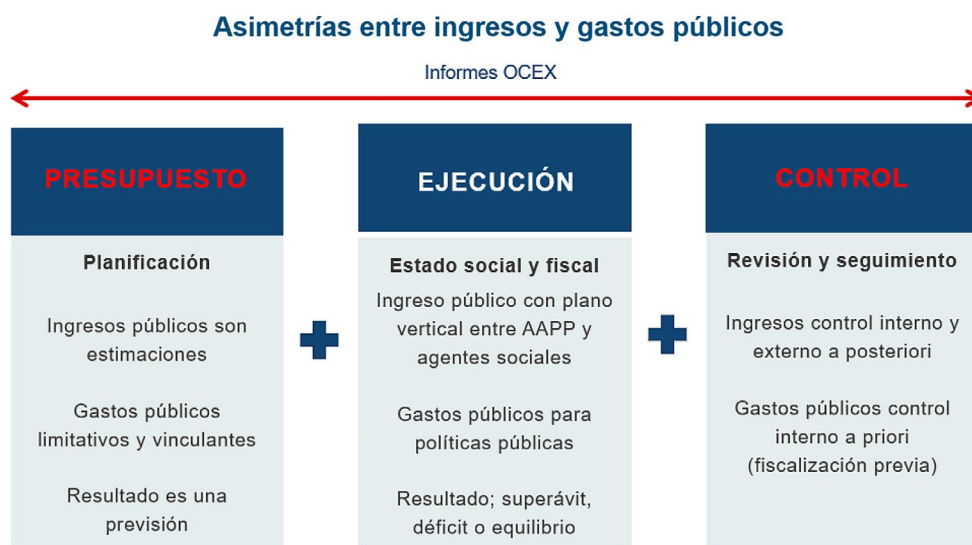 Asimetrías entre ingresos y gastos públicos
Informes OCEX
PRESUPUESTO
Planificación
Ingresos públicos son
estimaciones
Gastos públicos
limitativos y vinculantes
Resultado es una
previsión
EJECUCIÓN
Estado social y fiscal
Ingreso público con plano
vertical entre AAPP y
agentes sociales
Gastos públicos para
políticas públicas
Resultado; superávit,
déficit o equilibrio
CONTROL
Revisión y seguimiento
Ingresos control interno y
externo a posteriori
Gastos públicos control
interno a priori
(fiscalización previa)